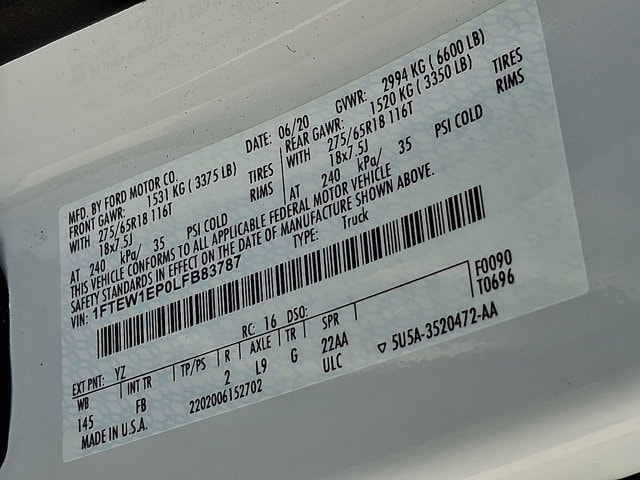 MFD. BY FORD MOTOR CO. DATE: 06/20 GVWR: 2994 KG ( 6600 LB)
FRONT GAWR: 1531 KG ( 3375 LB) REAR GAWR: 1520 KG ( 3350 LB)
WITH 275/65R18 116T TIRES WITH 275/65R18 116T TIRES
18x7.5J RIMS 18x7.5J RIMS
AT 240 kPa/ 35 PSI COLD AT 240 kPa/ 35 PSI COLD
THIS VEHICLE CONFORMS TO ALL APPLICABLE FEDERAL MOTOR VEHICLE
SAFETY STANDARDS IN EFFECT ON THE DATE OF MANUFACTURE SHOWN ABOVE.
VIN: 1FTEW1EP0LFB83787 TYPE: Truck
F0090
T0696
EXT PNT: YZ RC: 16 DSO:
WB INT TR TP/PS R AXLE TR SPR
145 FB 2 L9 G 22AA
ULC
▽ 5U5A-3520472-AA
MADE IN U.S.A. 2202006152702